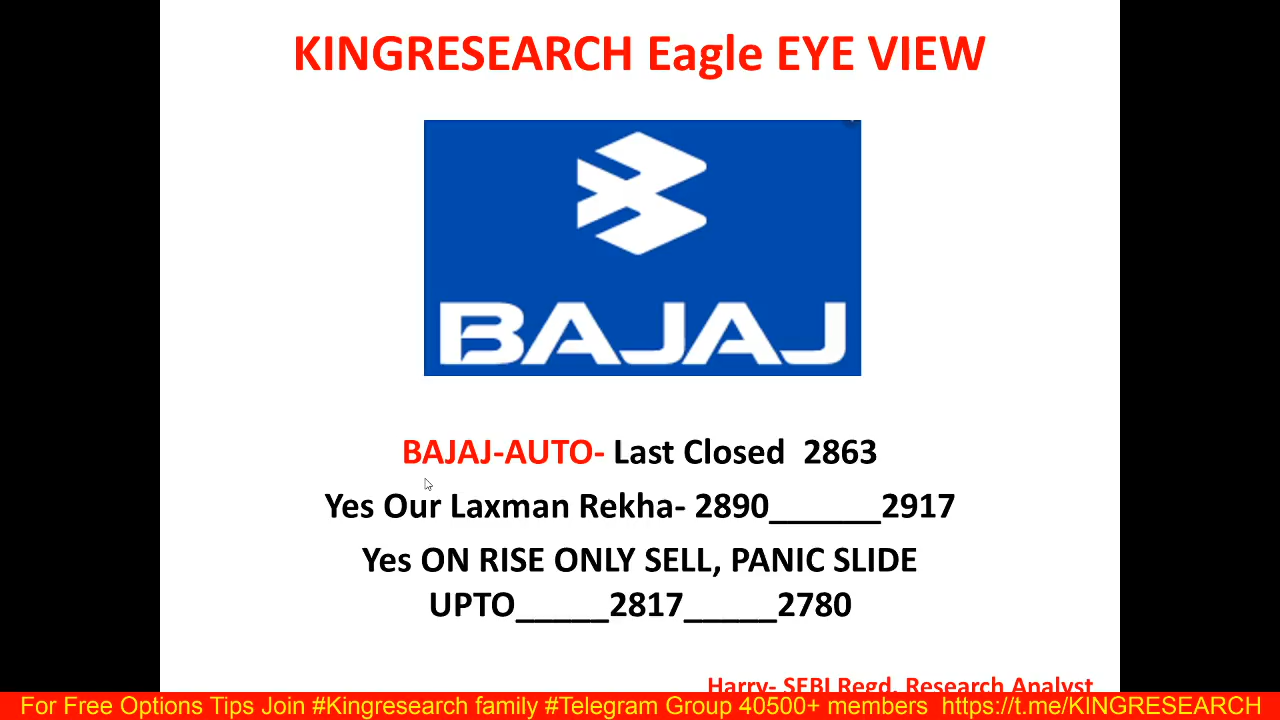 KINGRESEARCH Eagle EYE VIEW
BAJAJ
BAJAJ-AUTO- Last Closed 2863
Yes Our Laxman Rekha- 2890______2917
Yes ON RISE ONLY SELL, PANIC SLIDE
UPTO_____2817_____2780
Harry- SEBI Regd. Research Analyst
For Free Options Tips Join #Kingresearch family #Telegram Group 40500+ members https://t.me/KINGRESEARCH